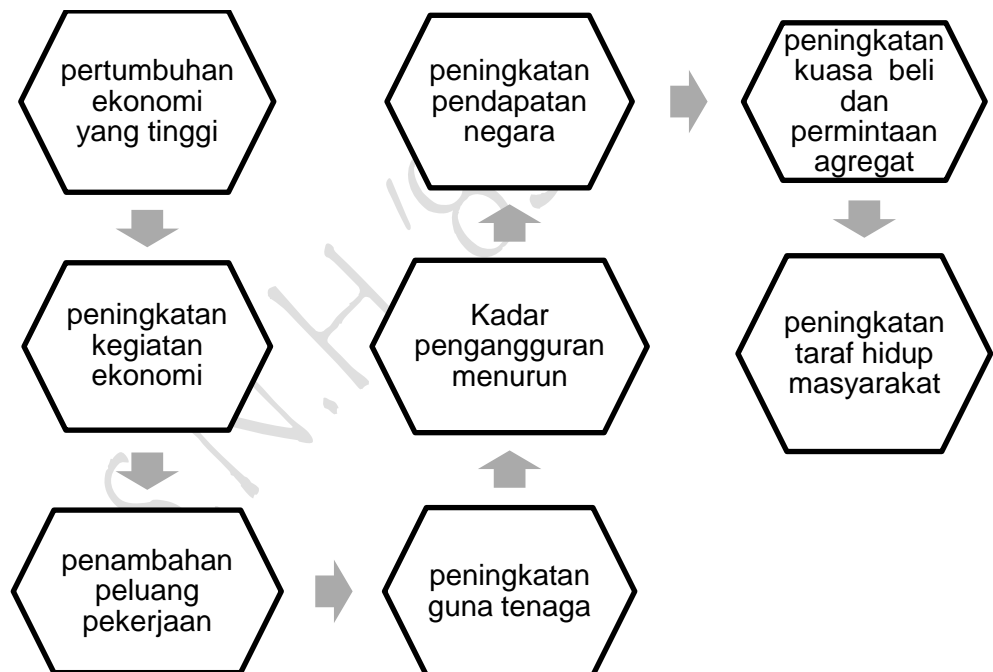 pertumbuhan
ekonomi
yang tinggi
peningkatan
kegiatan
ekonomi
penambahan
peluang
pekerjaan
peningkatan
guna tenaga
Kadar
pengangguran
menurun
peningkatan
pendapatan
negara
peningkatan
kuasa beli
dan
permintaan
agregat
peningkatan
taraf hidup
masyarakat